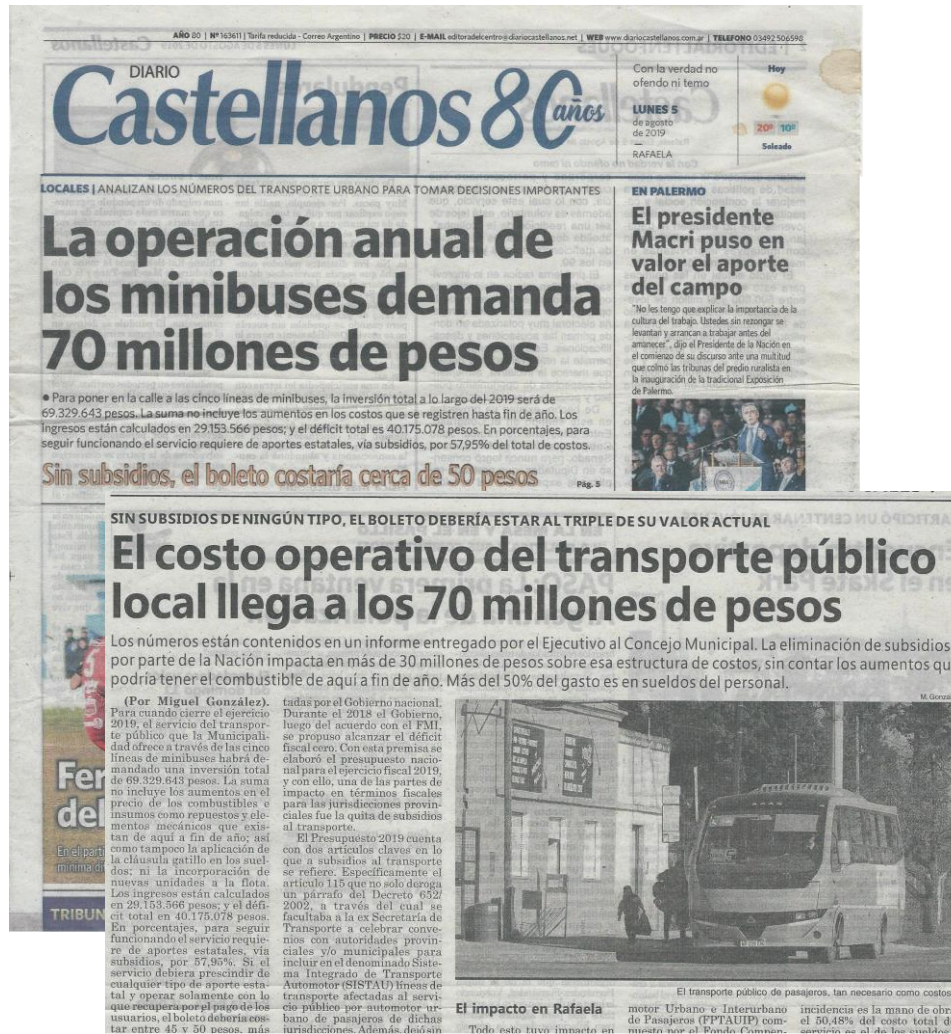 AÑO 80 | Nº 163611 | Tarifa reducida - Correo Argentino | PRECIO $20 | E-MAIL editoradelcentro@diariocastellanos.net | WEB www.diariocastellanos.com.ar | TELEFONO 03492 506598
DIARIO
Castellanos 80 años
Con la verdad no
ofendo ni temo
LUNES 5
de agosto
de 2019
RAFAELA
Hoy
20º 10º
Soleado
LOCALES | ANALIZAN LOS NÚMEROS DEL TRANSPORTE URBANO PARA TOMAR DECISIONES IMPORTANTES
La operación anual de
los minibuses demanda
70 millones de pesos
• Para poner en la calle a las cinco líneas de minibuses, la inversión total a lo largo del 2019 será de
69.329.643 pesos. La suma no incluye los aumentos en los costos que se registren hasta fin de año. Los
ingresos están calculados en 29.153.566 pesos; y el déficit total es 40.175.078 pesos. En porcentajes, para
seguir funcionando el servicio requiere de aportes estatales, vía subsidios, por 57,95% del total de costos.
Sin subsidios, el boleto costaría cerca de 50 pesos
Pág. 5
EN PALERMO
El presidente
Macri puso en
valor el aporte
del campo
"No les tengo que explicar la importancia de la
cultura del trabajo. Ustedes sin rezongar se
levantan y arrancan a trabajar antes del
amanecer", dijo el Presidente de la Nación en
el comienzo de su discurso ante una multitud
que colmó las tribunas del predio ruralista en
la inauguración de la tradicional Exposición
de Palermo.
Fer
del
En el parti
mínima di
TRIBUN
SIN SUBSIDIOS DE NINGÚN TIPO, EL BOLETO DEBERÍA ESTAR AL TRIPLE DE SU VALOR ACTUAL
El costo operativo del transporte público
local llega a los 70 millones de pesos
Los números están contenidos en un informe entregado por el Ejecutivo al Concejo Municipal. La eliminación de subsidios
por parte de la Nación impacta en más de 30 millones de pesos sobre esa estructura de costos, sin contar los aumentos qu
podría tener el combustible de aquí a fin de año. Más del 50% del gasto es en sueldos del personal.
(Por Miguel González).
Para cuando cierre el ejercicio
2019, el servicio del transpor-
te público que la Municipali-
dad ofrece a través de las cinco
líneas de minibuses habrá de-
mandado una inversión total
de 69.329.643 pesos. La suma
no incluye los aumentos en el
precio de los combustibles e
insumos como repuestos y ele-
mentos mecánicos que exis-
tan de aquí a fin de año; así
como tampoco la aplicación de
la cláusula gatillo en los suel-
dos; ni la incorporación de
nuevas unidades a la flota.
Los ingresos están calculados
en 29.153.566 pesos; y el défi-
cit total en 40.175.078 pesos.
En porcentajes, para seguir
funcionando el servicio requie-
re de aportes estatales, vía
subsidios, por 57,95%. Si el
servicio debiera prescindir de
cualquier tipo de aporte esta-
tal y operar solamente con lo
que recupera por el pago de los
usuarios, el boleto debería cos-
tar entre 45 y 50 pesos, más
tadas por el Gobierno nacional.
Durante el 2018 el Gobierno,
luego del acuerdo con el FMI,
se propuso alcanzar el déficit
fiscal cero. Con esta premisa se
elaboró el presupuesto nacio-
nal para el ejercicio fiscal 2019,
y con ello, una de las partes de
impacto en términos fiscales
para las jurisdicciones provin-
ciales fue la quita de subsidios
al transporte.
El Presupuesto 2019 cuenta
con dos artículos claves en lo
que a subsidios al transporte
se refiere. Específicamente el
artículo 115 que no solo deroga
un párrafo del Decreto 652/
2002, a través del cual se
facultaba a la ex Secretaría de
Transporte a celebrar conve-
nios con autoridades provin-
ciales y/o municipales para
incluir en el denominado Siste-
ma Integrado de Transporte
Automotor (SISTAU) líneas de
transporte afectadas al servi-
cio público por automotor ur-
bano de pasajeros de dichas
jurisdicciones. Además, dejó sin
M. Gonzá
El transporte público de pasajeros, tan necesario como costos
El impacto en Rafaela
Todo esto tuvo impacto en
motor Urbano e Interurbano
de Pasajeros (FPTAUIP) com-
puesto por el Fondo Compen-
incidencia es la mano de ob
el 50,48% del costo total d
servicio es en los sueldos